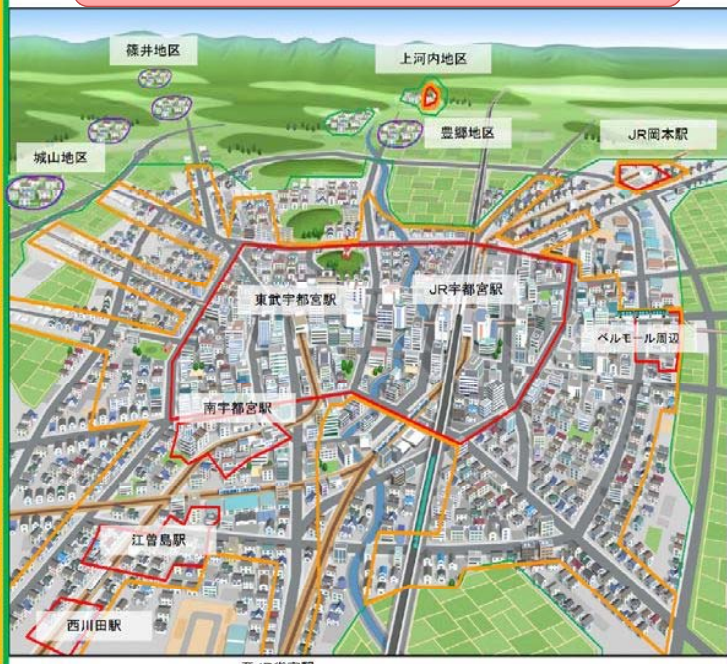 篠井地区
上河内地区
城山地区
豊郷地区
JR岡本駅
東武宇都宮駅
JR宇都宮駅
ベルモール周辺
南宇都宮駅
江曽島駅
西川田駅